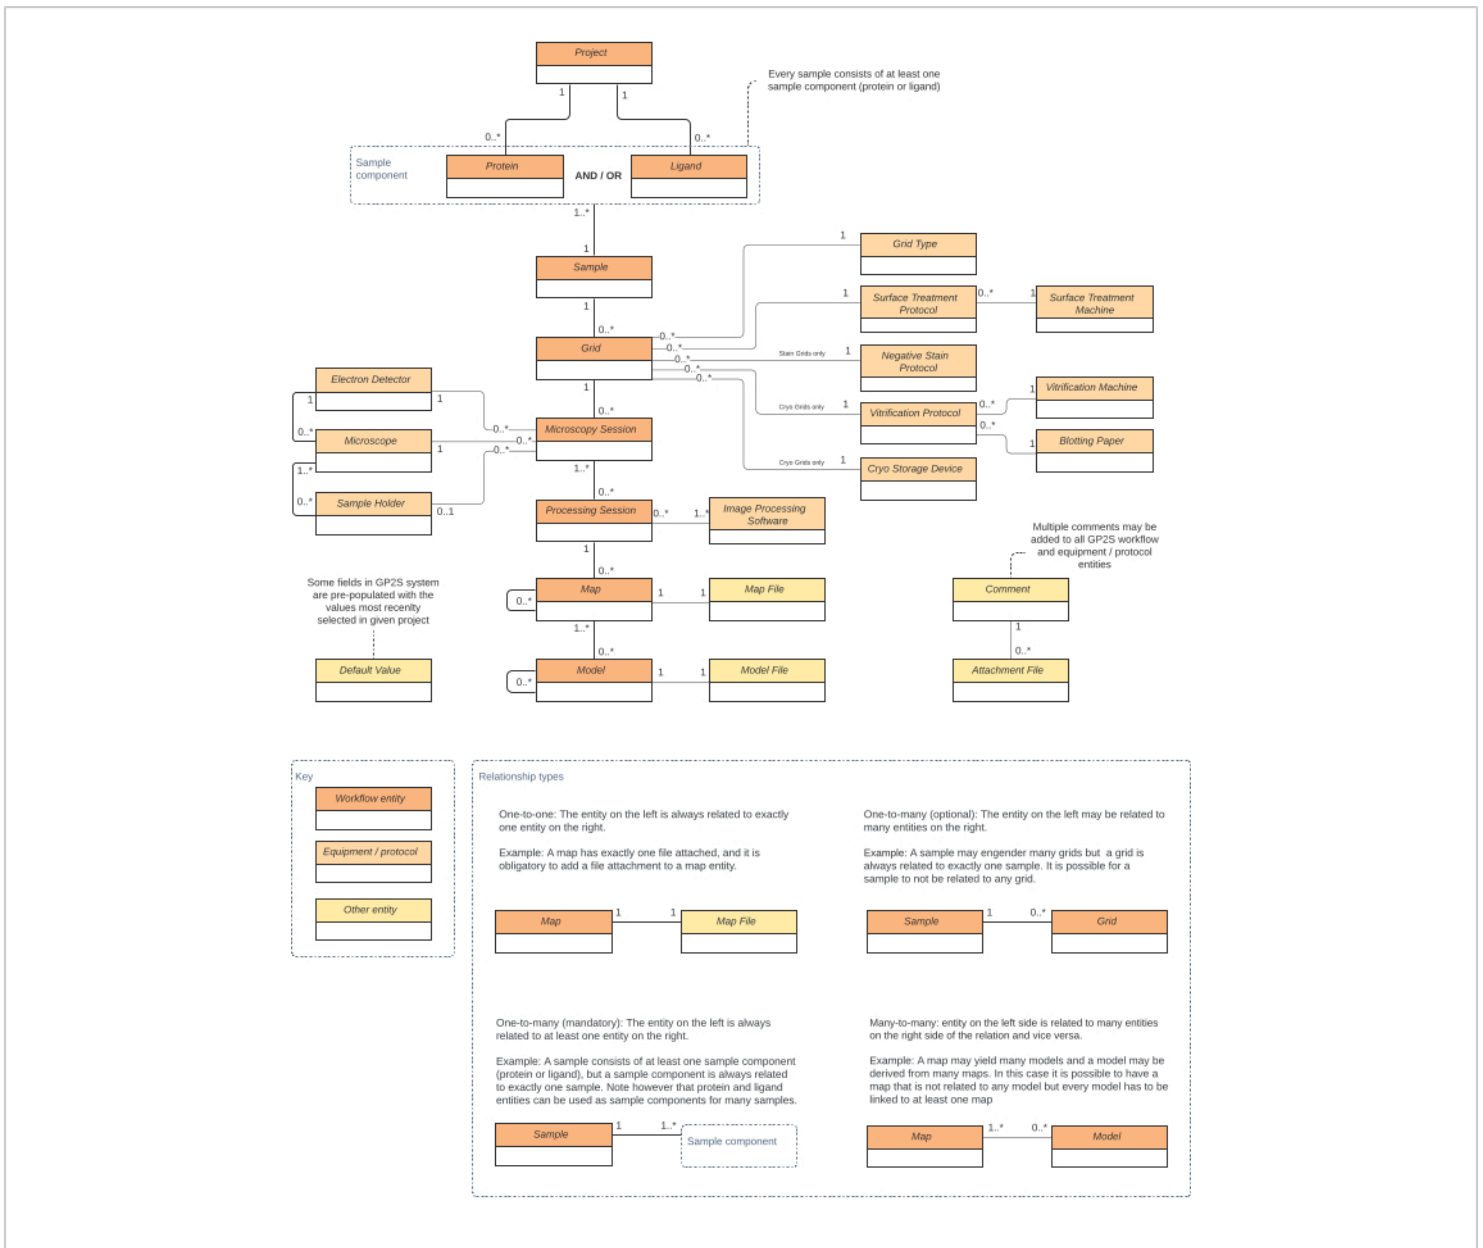 Project
Every sample consists of at least one
sample component (protein or ligand)
1
1
0..*
0..*
Sample
component
Protein
AND / OR
Ligand
1..*
1
Sample
1
0..*
Grid
1
0..*
0..*
0..*
0..*
0..*
0..*
1
Grid Type
1
Surface Treatment
Protocol
0..*
1
Surface Treatment
Machine
Stain Grids only
1
Negative Stain
Protocol
Cryo Grids only
1
Vitrification Protocol
0..*
1
Vitrification Machine
0..*
1
Blotting Paper
Cryo Grids only
1
Cryo Storage Device
Electron Detector
1
1
0..*
Microscope
1
1..*
0..*
Sample Holder
0..1
0..*
0..*
0..*
Microscopy Session
1..*
0..*
Processing Session
0..*
1..*
Image Processing
Software
1
0..*
Map
0..*
1
1
Map File
1..*
0..*
Model
0..*
1
1
Model File
Some fields in GP2S system
are pre-populated with the
values most recenlty
selected in given project
Default Value
Multiple comments may be
added to all GP2S workflow
and equipment / protocol
entities
Comment
1
0..*
Attachment File
Key
Workflow entity
Equipment / protocol
Other entity
Relationship types
One-to-one: The entity on the left is always related to exactly
one entity on the right.
Example: A map has exactly one file attached, and it is
obligatory to add a file attachment to a map entity.
Map
1
1
Map File
One-to-many (optional): The entity on the left may be related to
many entities on the right.
Example: A sample may engender many grids but a grid is
always related to exactly one sample. It is possible for a
sample to not be related to any grid.
Sample
1
0..*
Grid
One-to-many (mandatory): The entity on the left is always
related to at least one entity on the right.
Example: A sample consists of at least one sample component
(protein or ligand), but a sample component is always related
to exactly one sample. Note however that protein and ligand
entities can be used as sample components for many samples.
Sample
1
1..*
Sample component
Many-to-many: entity on the left side is related to many entities
on the right side of the relation and vice versa.
Example: A map may yield many models and a model may be
derived from many maps. In this case it is possible to have a
map that is not related to any model but every model has to be
linked to at least one map
Map
1..*
0..*
Model